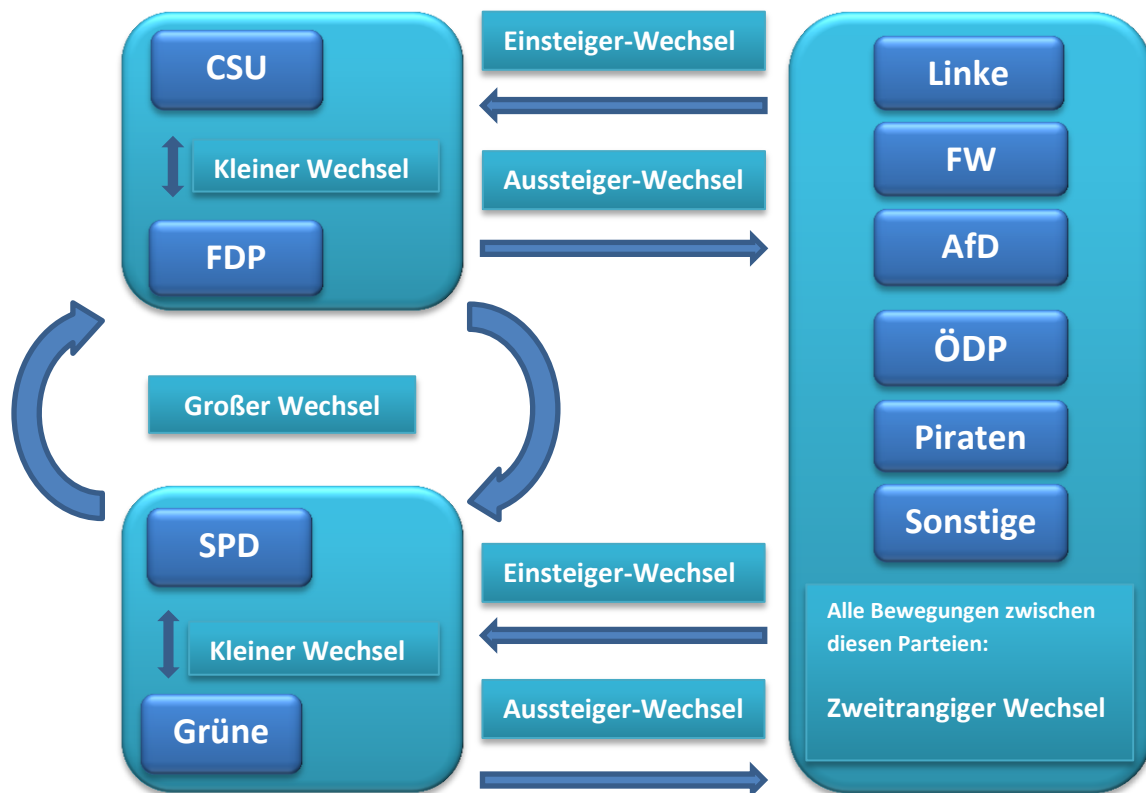 CSU
Kleiner Wechsel
FDP
Einsteiger-Wechsel
Aussteiger-Wechsel
Großer Wechsel
SPD
Kleiner Wechsel
Grüne
Einsteiger-Wechsel
Aussteiger-Wechsel
Linke
FW
AfD
ÖDP
Piraten
Sonstige
Alle Bewegungen zwischen
diesen Parteien:
Zweitrangiger Wechsel